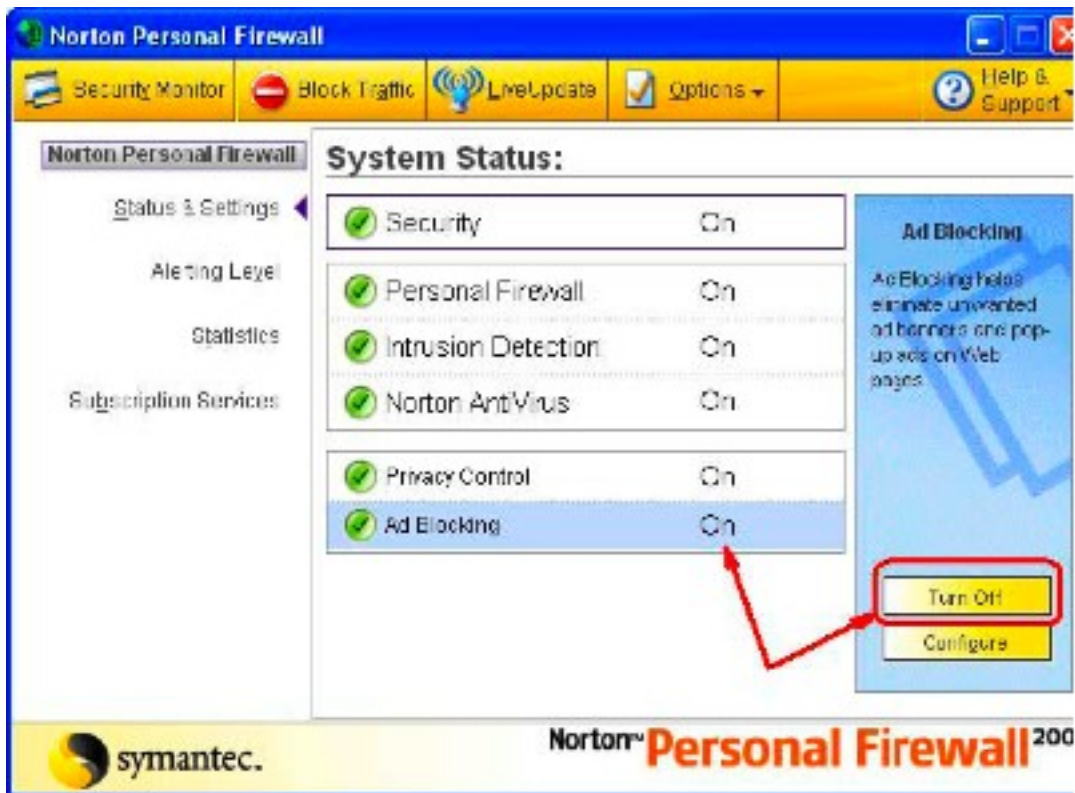 Norton Personal Firewall
Security Monitor
Block Traffic
LiveUpdate
Options
Help &
Support
Norton Personal Firewall
Status & Settings
Alerting Level
Statistics
Subscription Services
System Status:
Security On
Personal Firewall On
Intrusion Detection On
Norton AntiVirus On
Privacy Control On
Ad Blocking On
Ad Blocking
Ad Blocking helps
eliminate unwanted
ad banners and pop-
up ads on Web
pages
Turn Off
Configure
symantec.
Norton™ Personal Firewall 200